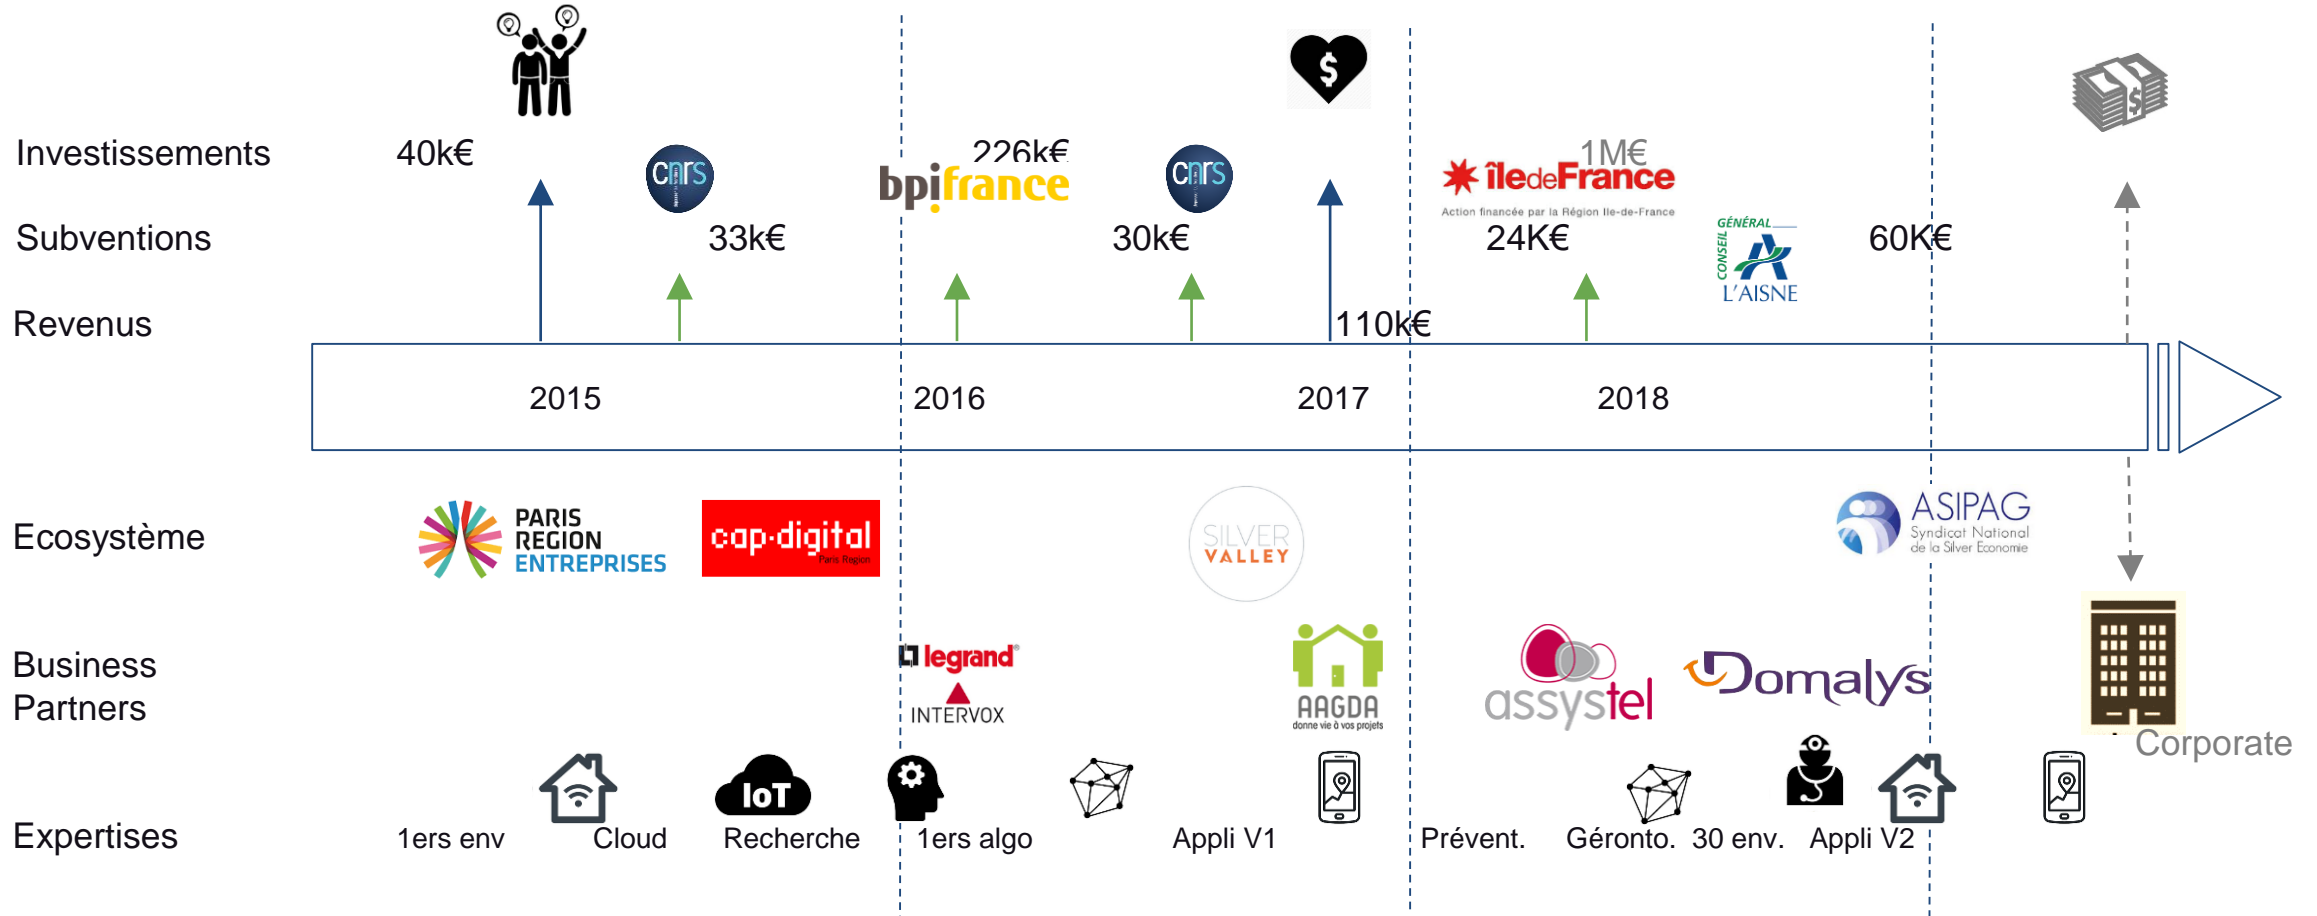 Investissements
40k€
226k€
1M€
cnrs
bpifrance
cnrs
îledeFrance
Action financée par la Région Ile-de-France
Subventions
33k€
30k€
24K€
CONSEIL GÉNÉRAL
L'AISNE
60K€
Revenus
110k€
2015
2016
2017
2018
Ecosystème
PARIS
REGION
ENTREPRISES
cap·digital
Paris Region
SILVER
VALLEY
ASIPAG
Syndicat National
de la Silver Economie
Business
Partners
legrand®
INTERVOX
AAGDA
donne vie à vos projets
assystel
Domalys
Corporate
IoT
Expertises
1ers env
Cloud
Recherche
1ers algo
Appli V1
Prévent.
Géronto.
30 env.
Appli V2